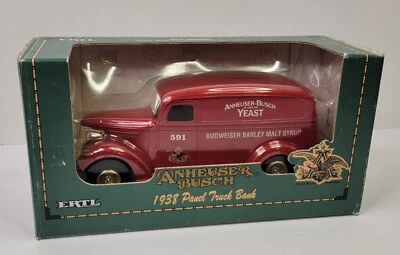 ANHEUSER-BUSCH
YEAST
591
BUDWEISER BARLEY MALT SYRUP
ANHEUSER
BUSCH
ERTL
1938 Panel Truck Bank